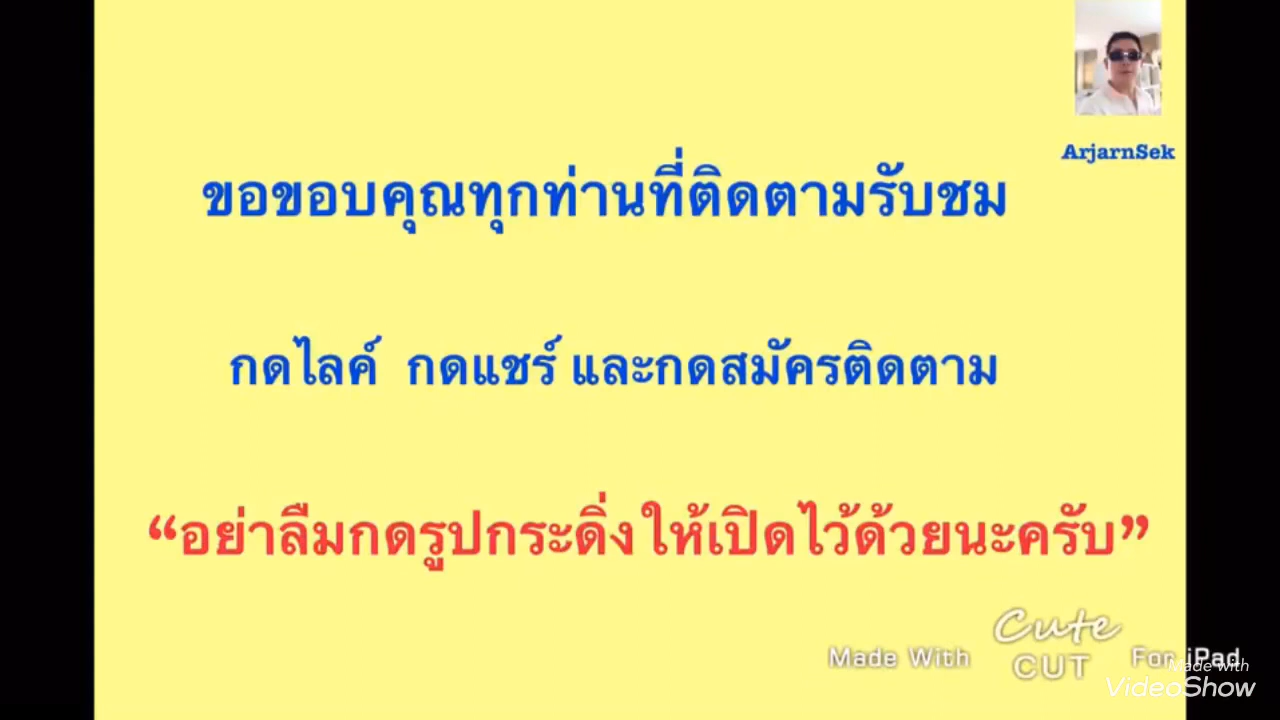 ArjarnSek
ขอขอบคุณทุกท่านที่ติดตามรับชม
กดไลค์ กดแชร์ และกดสมัครติดตาม
“อย่าลืมกดรูปกระดิ่งให้เปิดไว้ด้วยนะครับ”
Made With Cute CUT For iPad
Made with
VideoShow